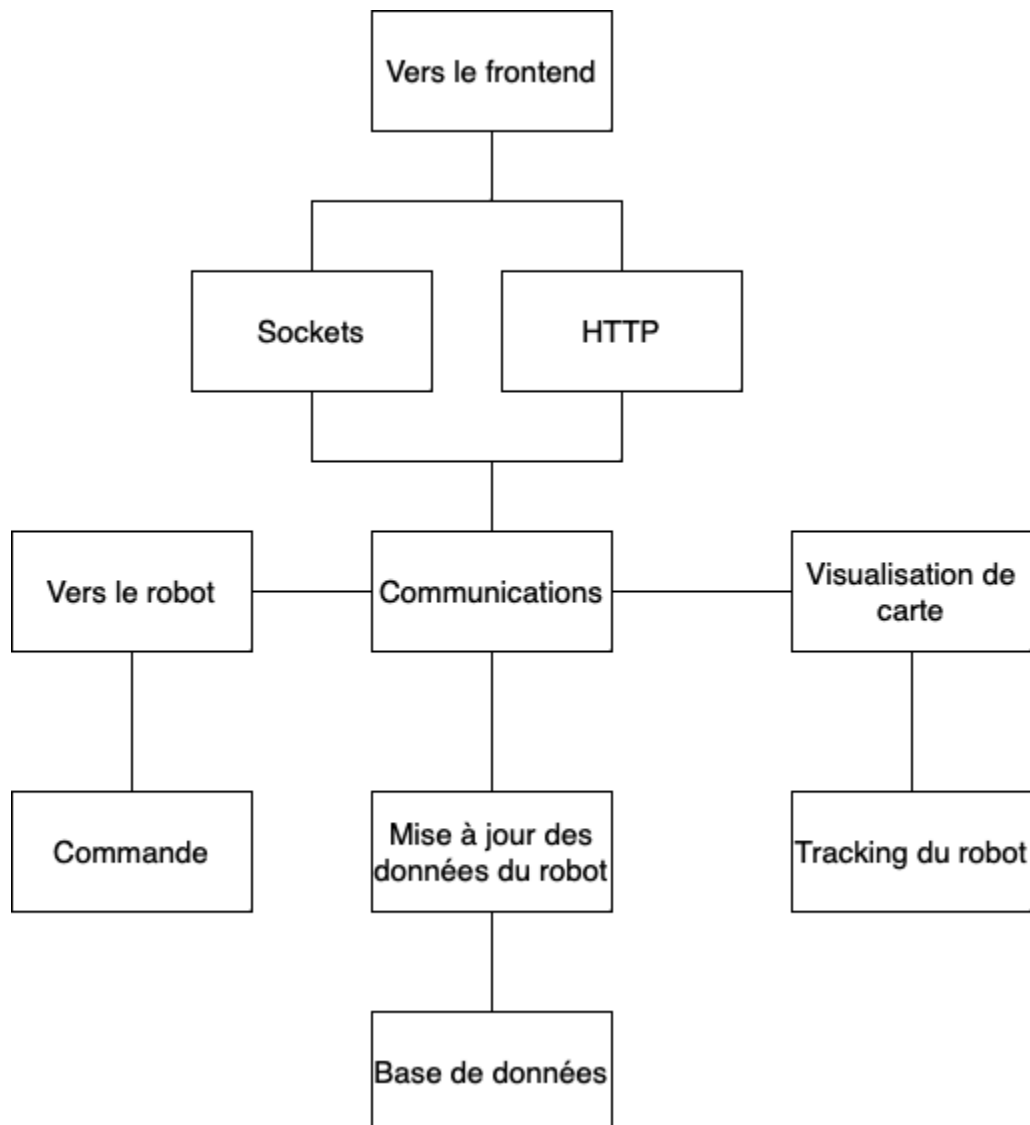 Vers le frontend
Sockets
HTTP
Vers le robot
Communications
Visualisation de
carte
Commande
Mise à jour des
données du robot
Tracking du robot
Base de données